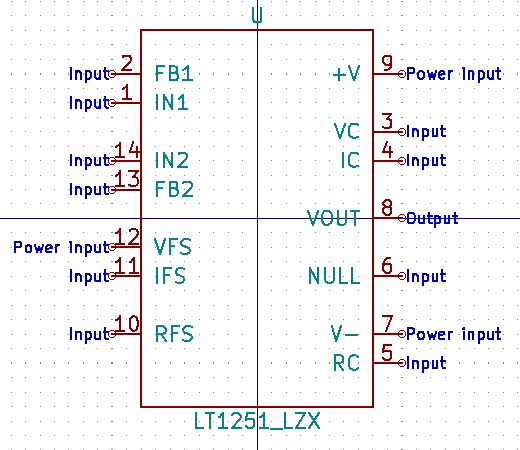 U
Input 2 FB1 +V 9 Power input
Input 1 IN1
VC 3 Input
Input 14 IN2 IC 4 Input
Input 13 FB2
VOUT 8 Output
Power input 12 VFS
Input 11 IFS NULL 6 Input
Input 10 RFS V- 7 Power input
RC 5 Input
LT1251_LZX